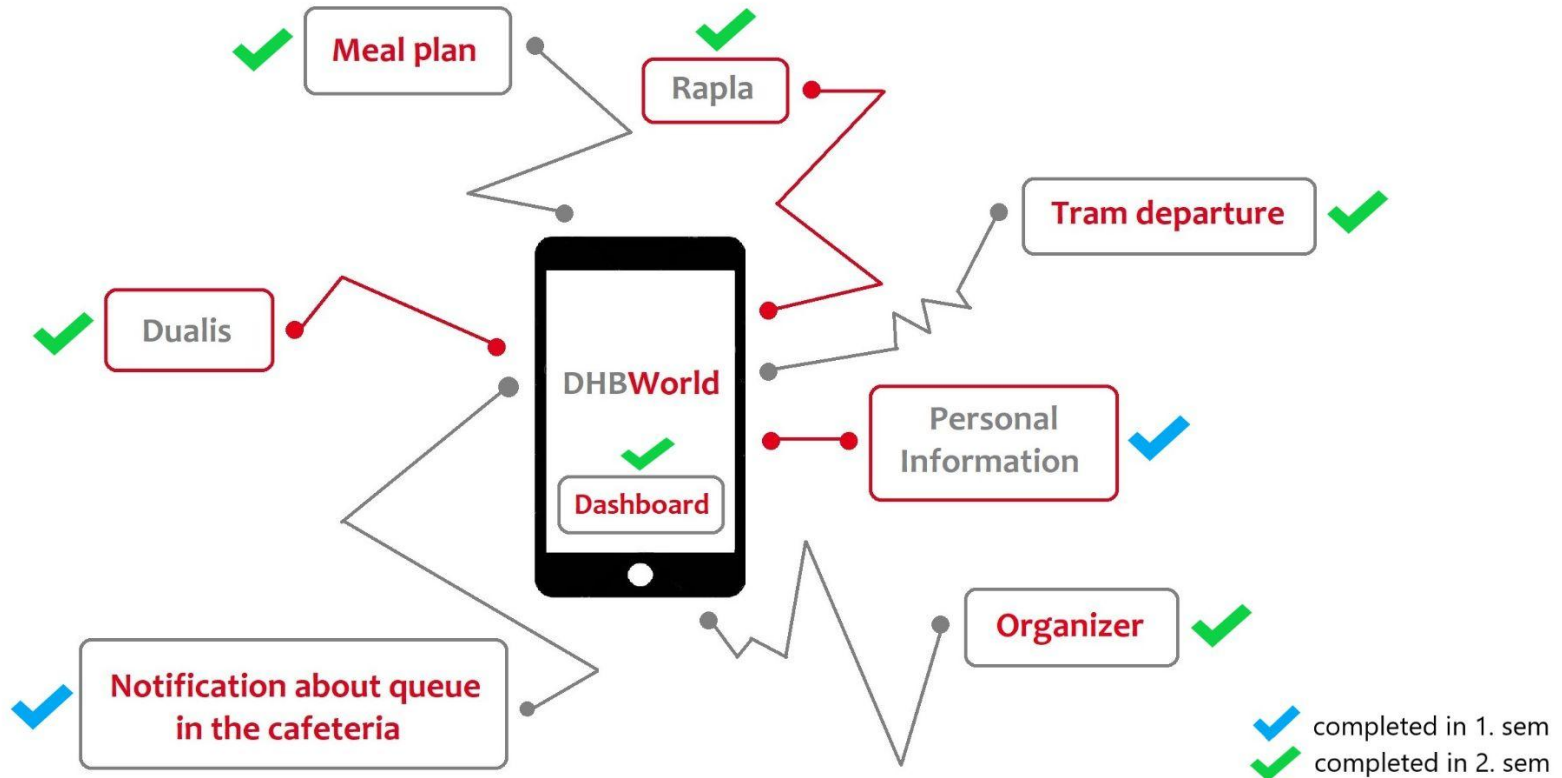 Meal plan
Rapla
Tram departure
Dualis
DHBWorld
Dashboard
Personal
Information
Organizer
Notification about queue
in the cafeteria
completed in 1. sem
completed in 2. sem